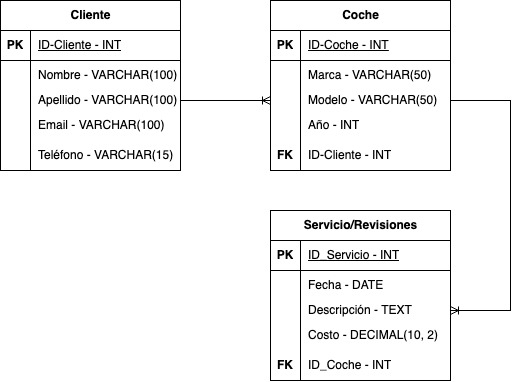 Cliente
PK ID-Cliente - INT
Nombre - VARCHAR(100)
Apellido - VARCHAR(100)
Email - VARCHAR(100)
Teléfono - VARCHAR(15)
Coche
PK ID-Coche - INT
Marca - VARCHAR(50)
Modelo - VARCHAR(50)
Año - INT
FK ID-Cliente - INT
Servicio/Revisiones
PK ID_Servicio - INT
Fecha - DATE
Descripción - TEXT
Costo - DECIMAL(10, 2)
FK ID_Coche - INT